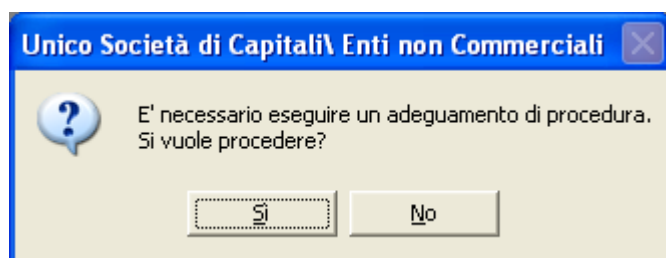 Unico Società di Capitali\ Enti non Commerciali
E' necessario eseguire un adeguamento di procedura.
Si vuole procedere?
Sì No